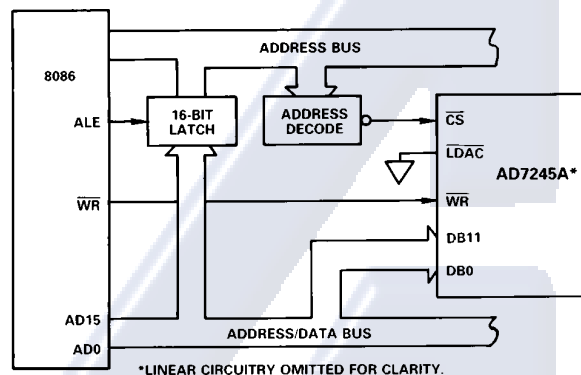 ADDRESS BUS
8086
ALE
16-BIT
LATCH
ADDRESS
DECODE
CS
LDAC
AD7245A*
WR
WR
DB11
DB0
AD15
AD0
ADDRESS/DATA BUS
*LINEAR CIRCUITRY OMITTED FOR CLARITY.